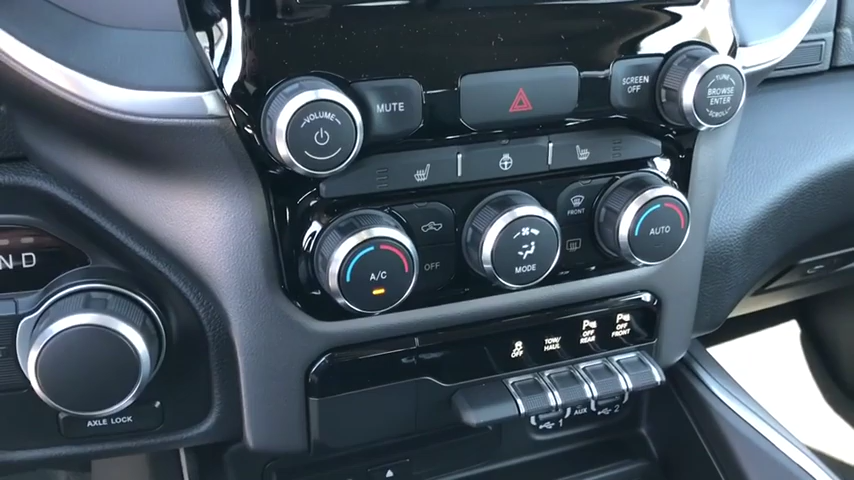 VOLUME
MUTE
SCREEN
OFF
TUNE
BROWSE
ENTER
SCROLL
FRONT
A/C
OFF
MODE
AUTO
N D
AXLE LOCK
OFF
TOW/
HAUL
P
OFF
REAR
P
OFF
FRONT
1
AUX
2